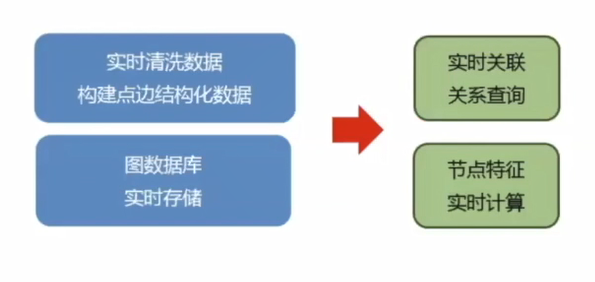 实时清洗数据
构建点边结构化数据
图数据库
实时存储
实时关联
关系查询
节点特征
实时计算